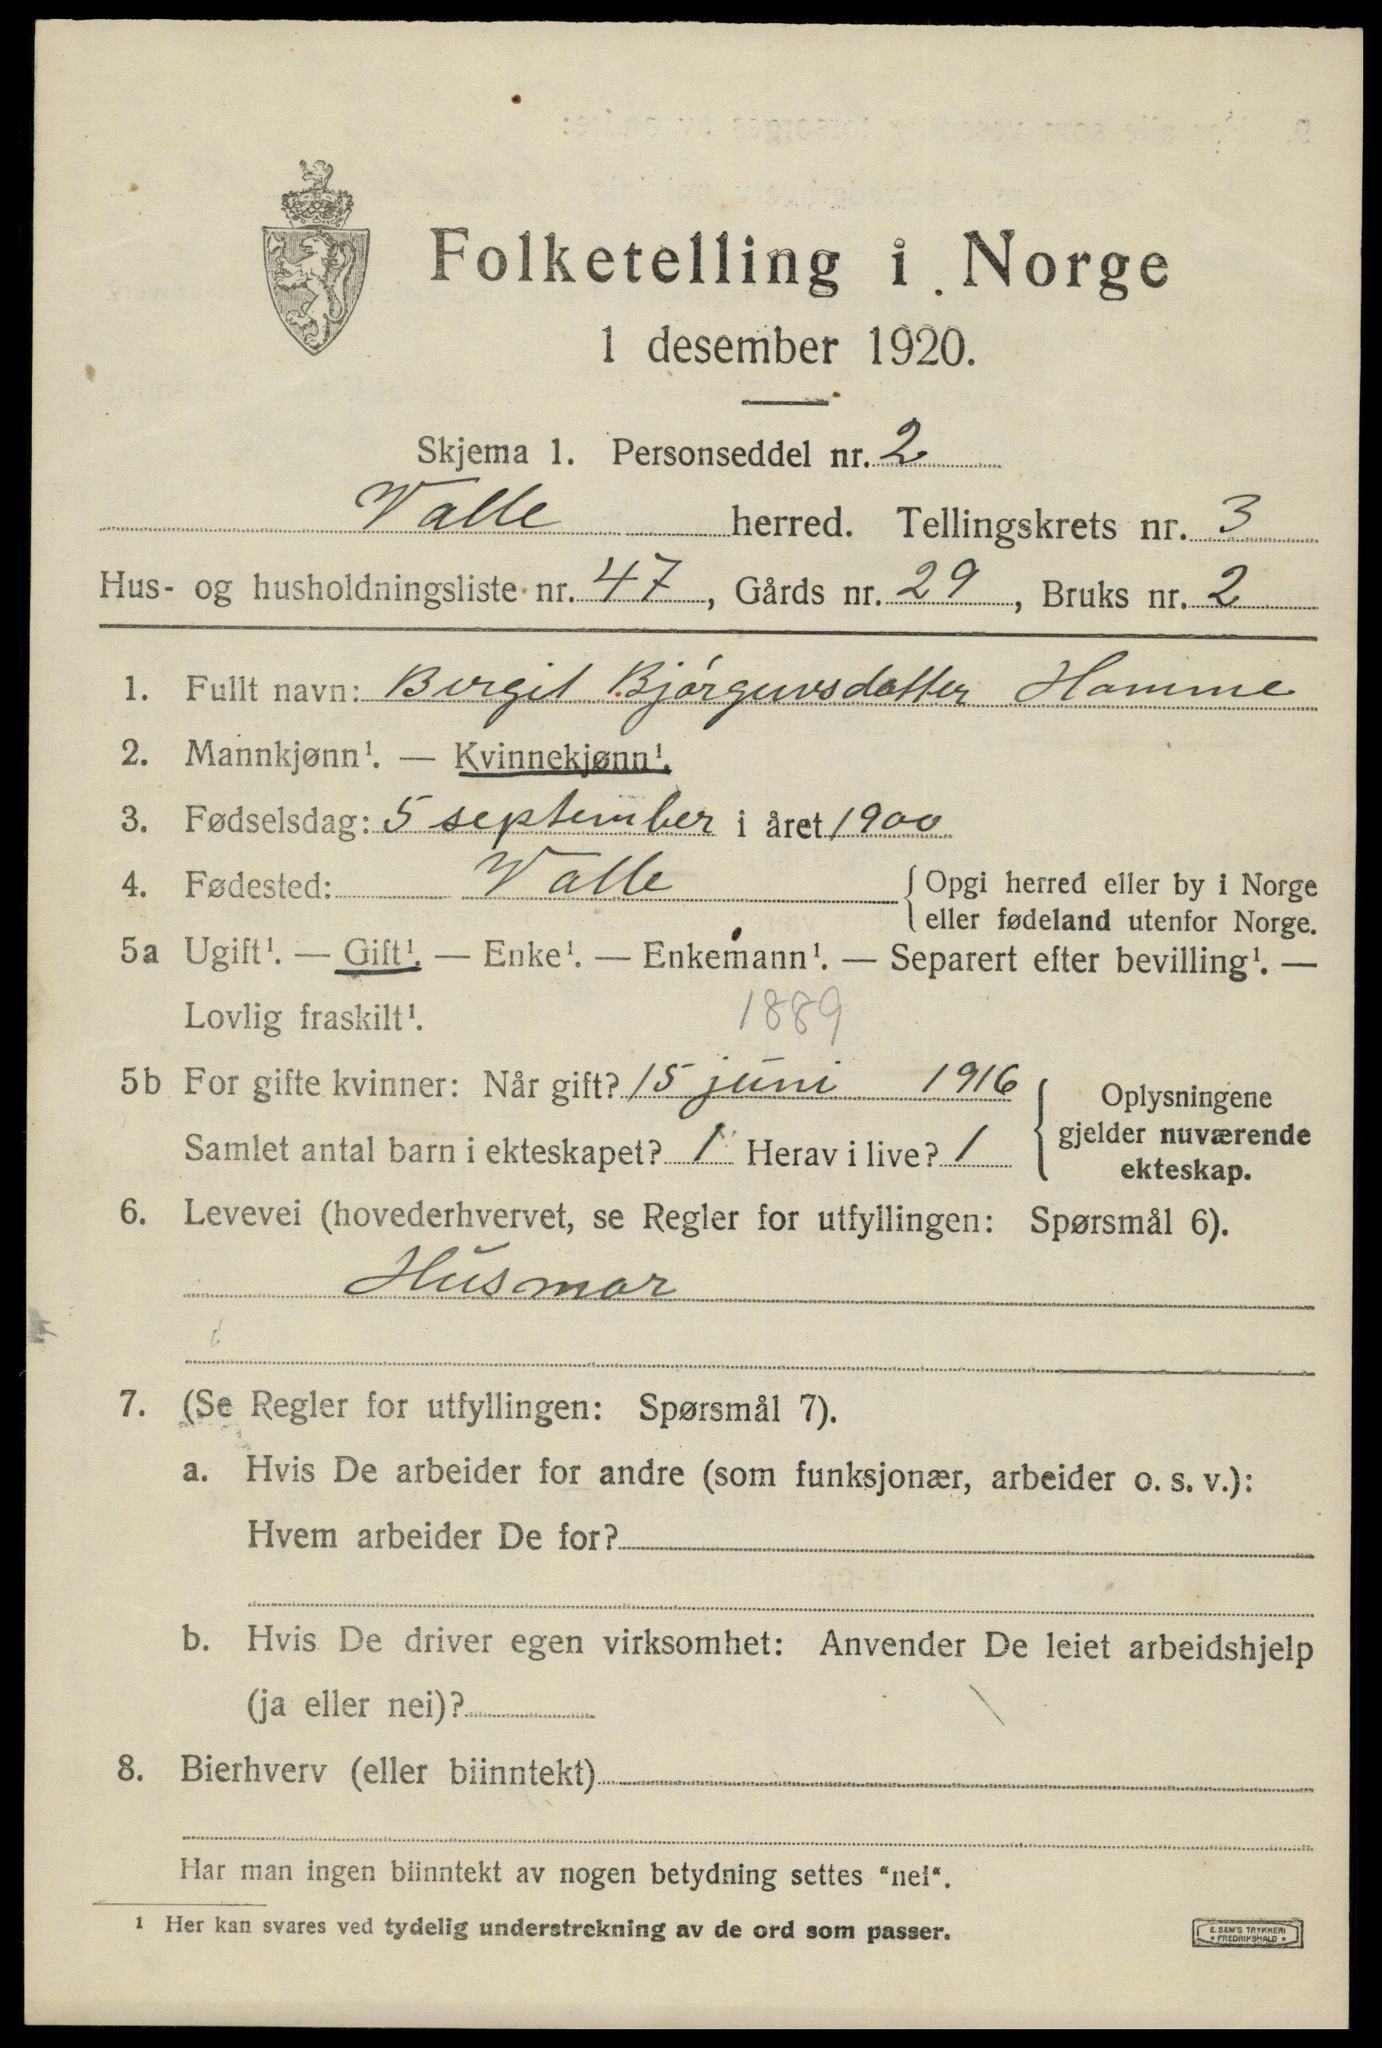 Folketelling i Norge
1 desember 1920.
Skjema 1. Personseddel nr. 2
Valle herred. Tellingskrets nr. 3
Hus- og husholdningsliste nr. 47, Gårds nr. 29, Bruks nr. 2
1. Fullt navn: Birgit Bjørguvsdatter Homme
2. Mannkjønn¹. — Kvinnekjønn¹.
3. Fødselsdag: 5 september i året 1900
4. Fødested: Valle { Opgi herred eller by i Norge
eller fødeland utenfor Norge.
5a Ugift¹. — Gift¹. — Enke¹. — Enkemann¹. — Separert efter bevilling¹. —
Lovlig fraskilt¹. 1889
5b For gifte kvinner: Når gift? 15 juni 1916 } Oplysningene
gjelder nuværende
Samlet antal barn i ekteskapet? 1 Herav i live? 1
ekteskap.
6. Levevei (hovederhvervet, se Regler for utfyllingen: Spørsmål 6).
Husmor
7. (Se Regler for utfyllingen: Spørsmål 7).
a. Hvis De arbeider for andre (som funksjonær, arbeider o. s. v.):
Hvem arbeider De for?
b. Hvis De driver egen virksomhet: Anvender De leiet arbeidshjelp
(ja eller nei)?
8. Bierhverv (eller biinntekt)
Har man ingen biinntekt av nogen betydning settes "nei".
1 Her kan svares ved tydelig understrekning av de ord som passer.
E. SEM'S TRYKKERI
• FREDRIKSHALD •